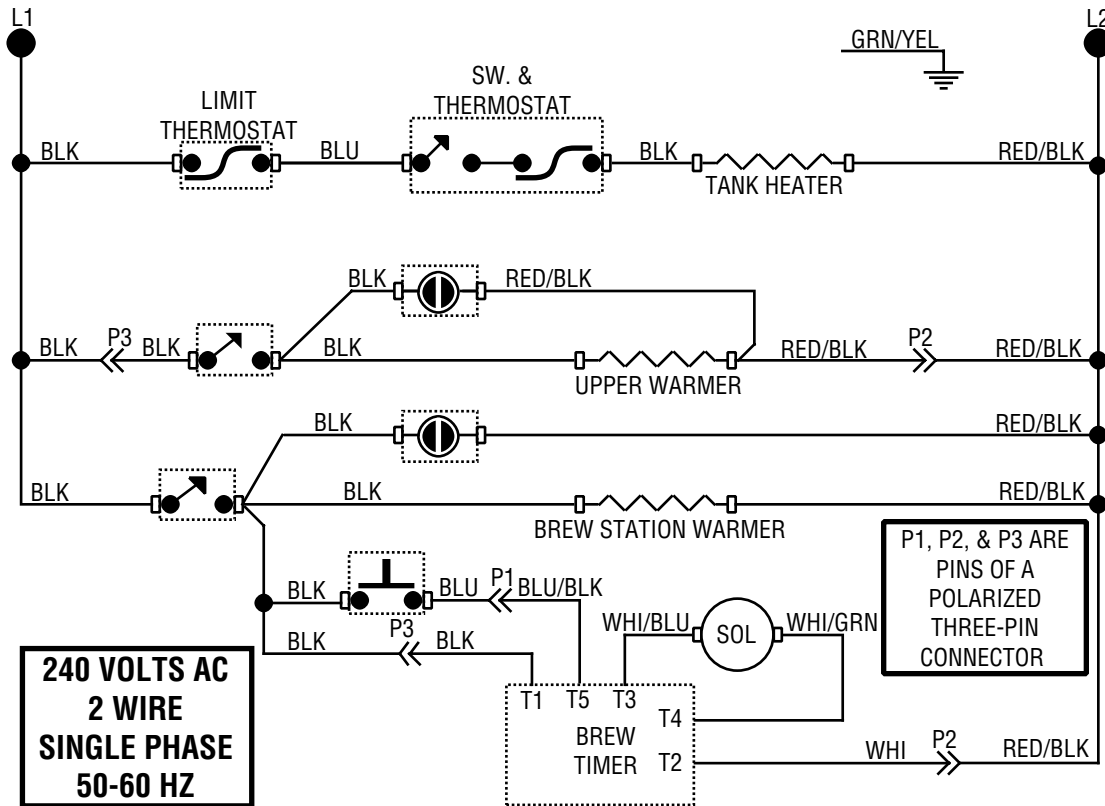 L1
L2
GRN/YEL
SW. &
THERMOSTAT
LIMIT
THERMOSTAT
BLK
BLU
BLK
RED/BLK
TANK HEATER
BLK
RED/BLK
BLK
P3
BLK
BLK
RED/BLK
P2
RED/BLK
UPPER WARMER
BLK
RED/BLK
BLK
BLK
RED/BLK
BREW STATION WARMER
P1, P2, & P3 ARE
PINS OF A
POLARIZED
THREE-PIN
CONNECTOR
BLK
BLU
P1
BLU/BLK
BLK
P3
BLK
WHI/BLU
SOL
WHI/GRN
T1
T5
T3
T4
BREW
TIMER
T2
WHI
P2
RED/BLK
240 VOLTS AC
2 WIRE
SINGLE PHASE
50-60 HZ